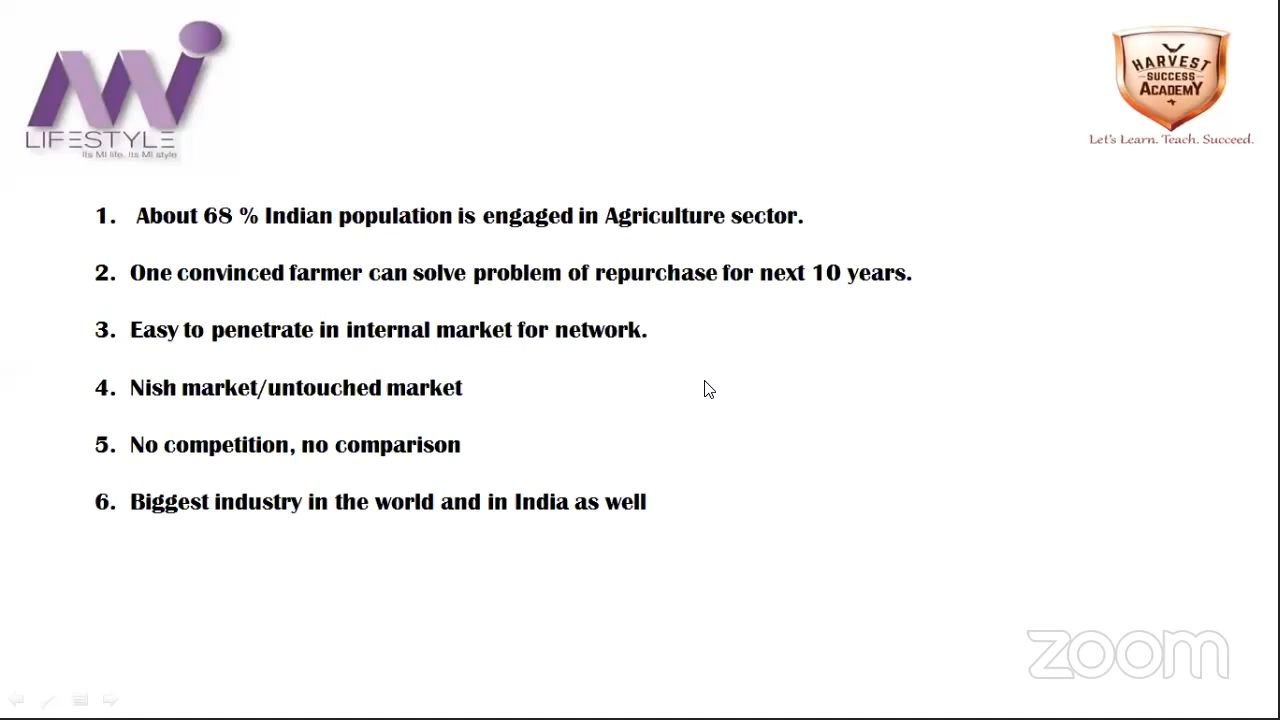 LIFESTYLE
Its Mi life. Its Mi style
HARVEST
SUCCESS
ACADEMY
Let's Learn. Teach. Succeed.
1. About 68 % Indian population is engaged in Agriculture sector.
2. One convinced farmer can solve problem of repurchase for next 10 years.
3. Easy to penetrate in internal market for network.
4. Nish market/untouched market
5. No competition, no comparison
6. Biggest industry in the world and in India as well
zoom